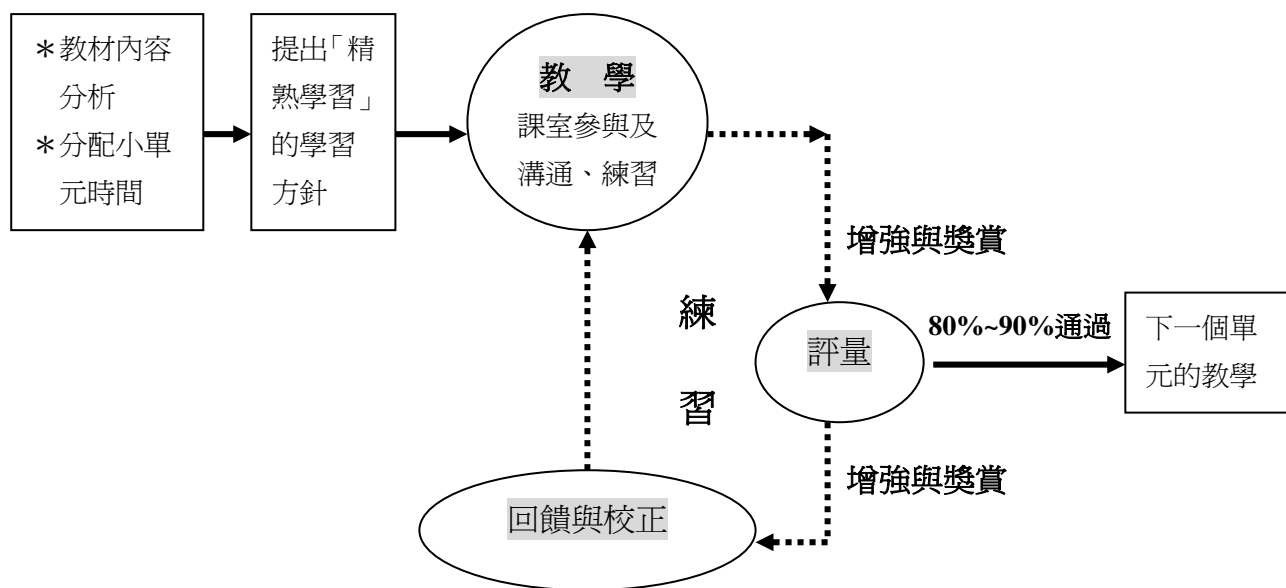 ＊教材內容
分析
＊分配小單
元時間
提出「精
熟學習」
的學習
方針
教　學
課室參與及
溝通、練習
增強與獎賞
練
習
評量
80%~90%通過
下一個單
元的教學
增強與獎賞
回饋與校正